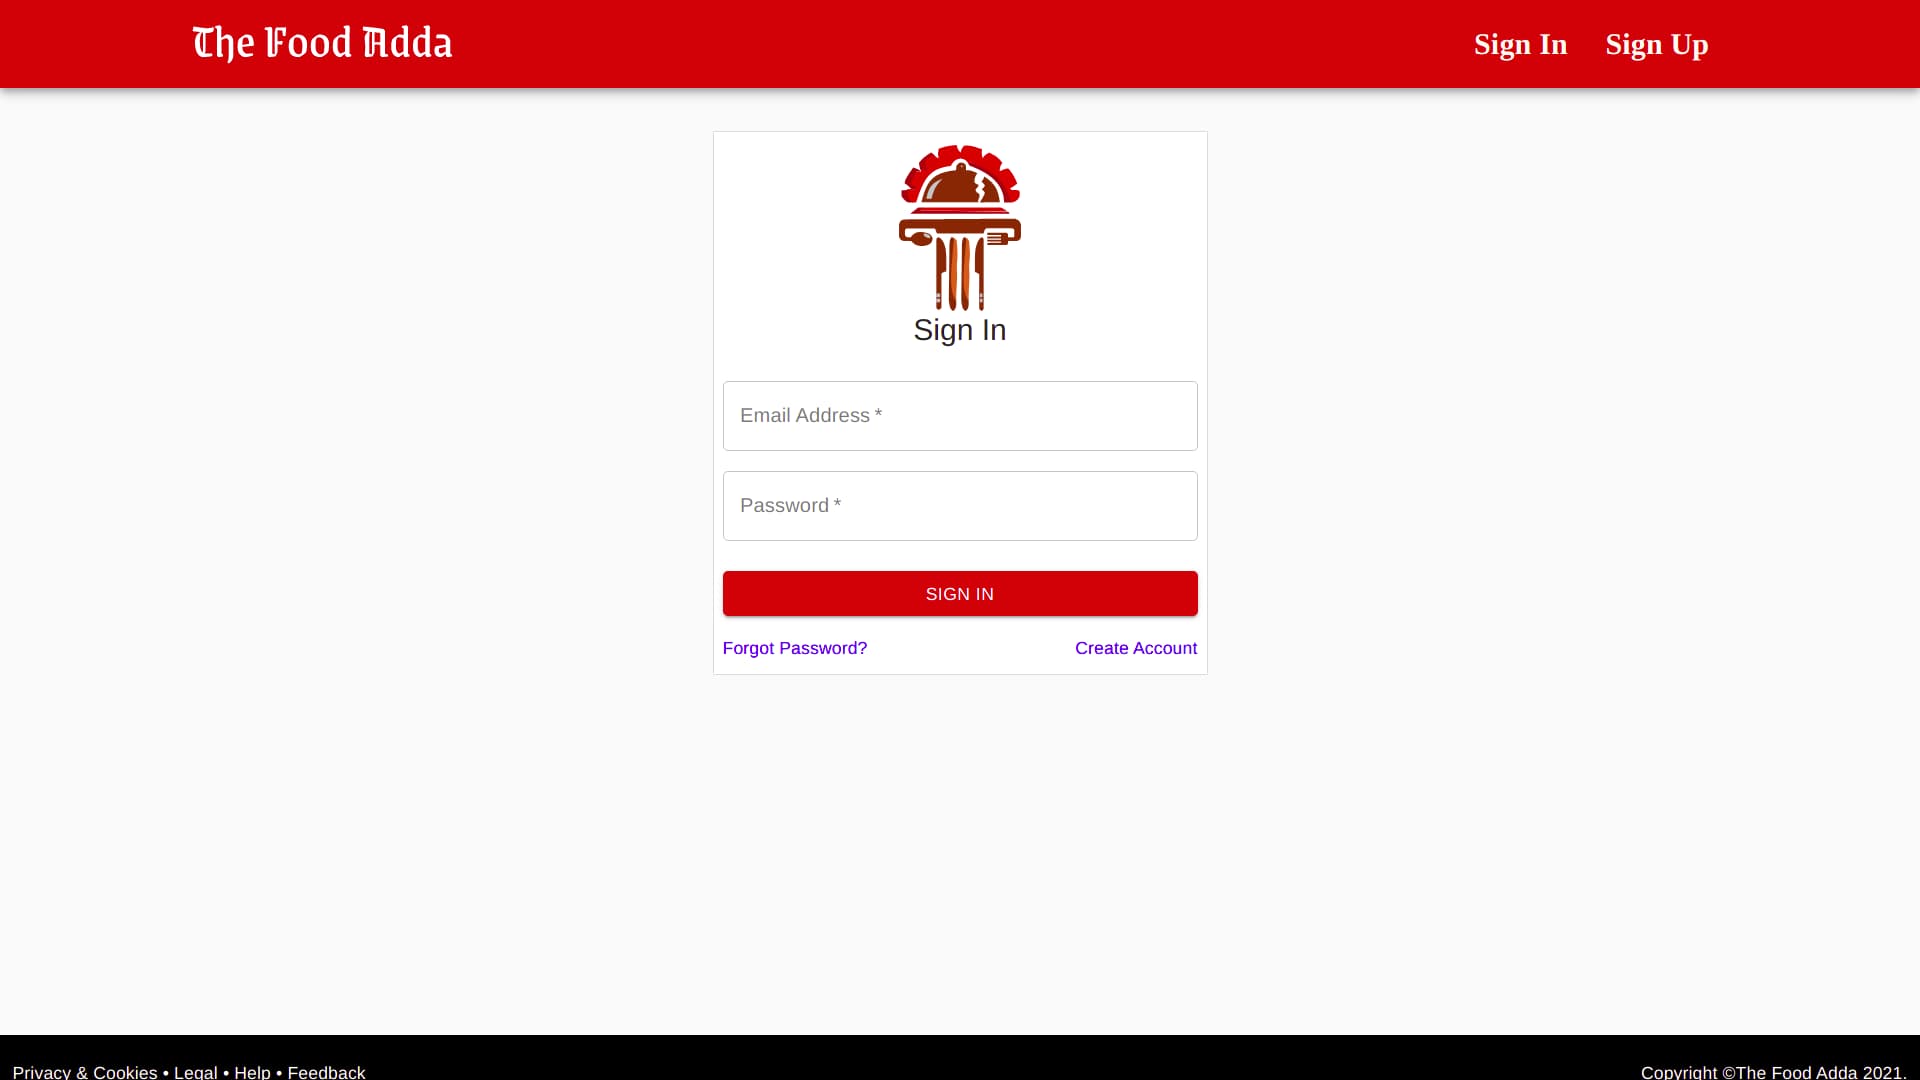 The Food Adda
Sign In
Sign Up
Sign In
Email Address *
Password *
SIGN IN
Forgot Password?
Create Account
Privacy & Cookies • Legal • Help • Feedback
Copyright ©The Food Adda 2021.